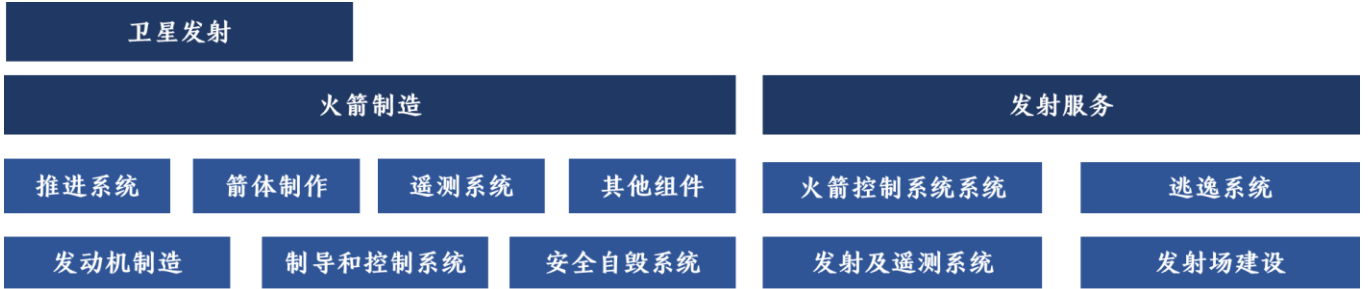 卫星发射
火箭制造
发射服务
推进系统
箭体制作
遥测系统
其他组件
火箭控制系统系统
逃逸系统
发动机制造
制导和控制系统
安全自毁系统
发射及遥测系统
发射场建设